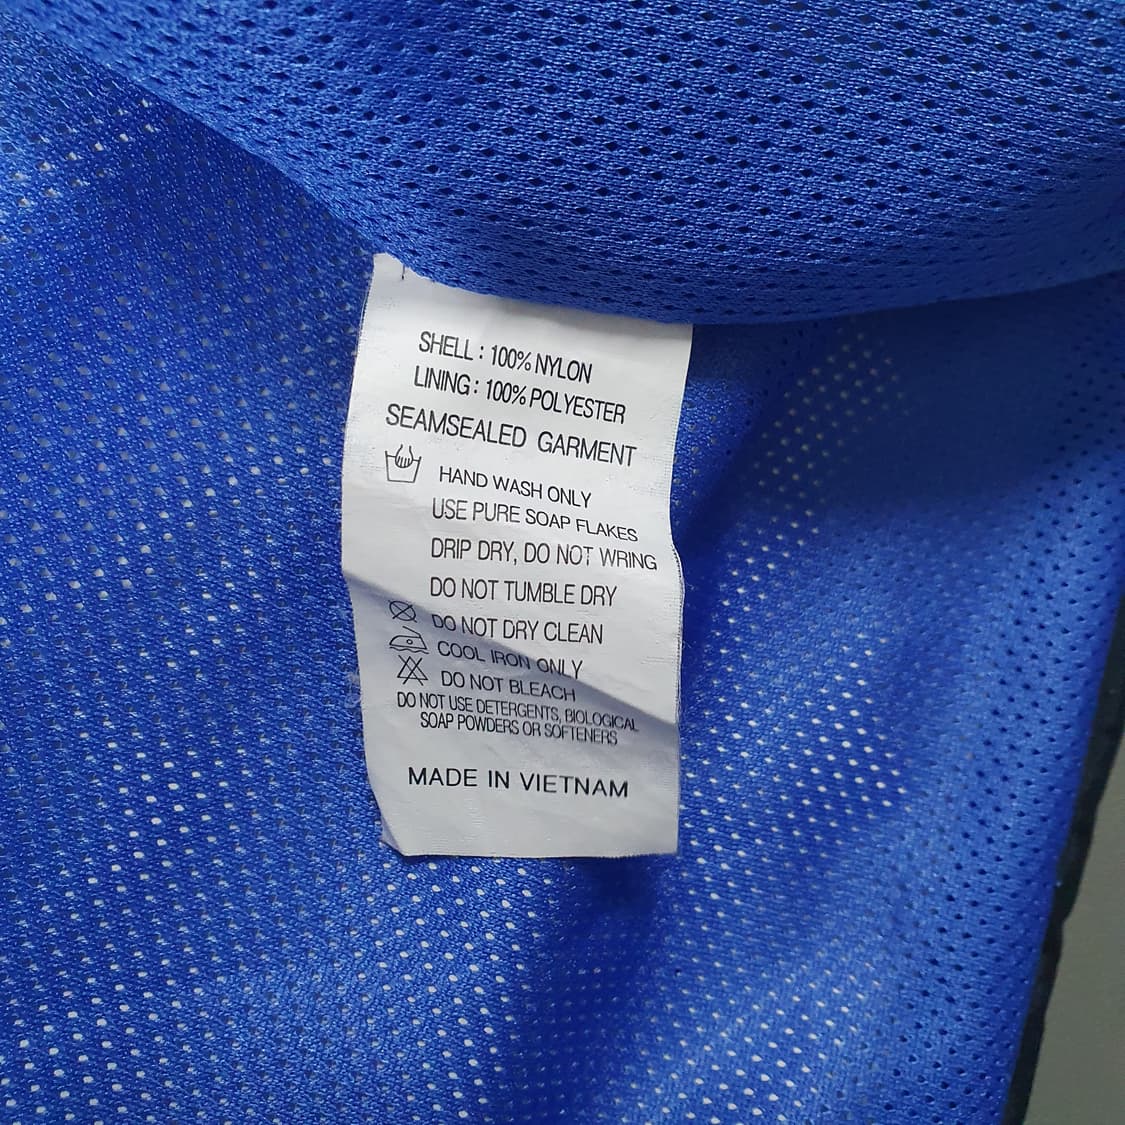 SHELL : 100% NYLON
LINING : 100% POLYESTER
SEAMSEALED GARMENT
HAND WASH ONLY
USE PURE SOAP FLAKES
DRIP DRY, DO NOT WRING
DO NOT TUMBLE DRY
DO NOT DRY CLEAN
COOL IRON ONLY
DO NOT BLEACH
DO NOT USE DETERGENTS, BIOLOGICAL
SOAP POWDERS OR SOFTENERS
MADE IN VIETNAM